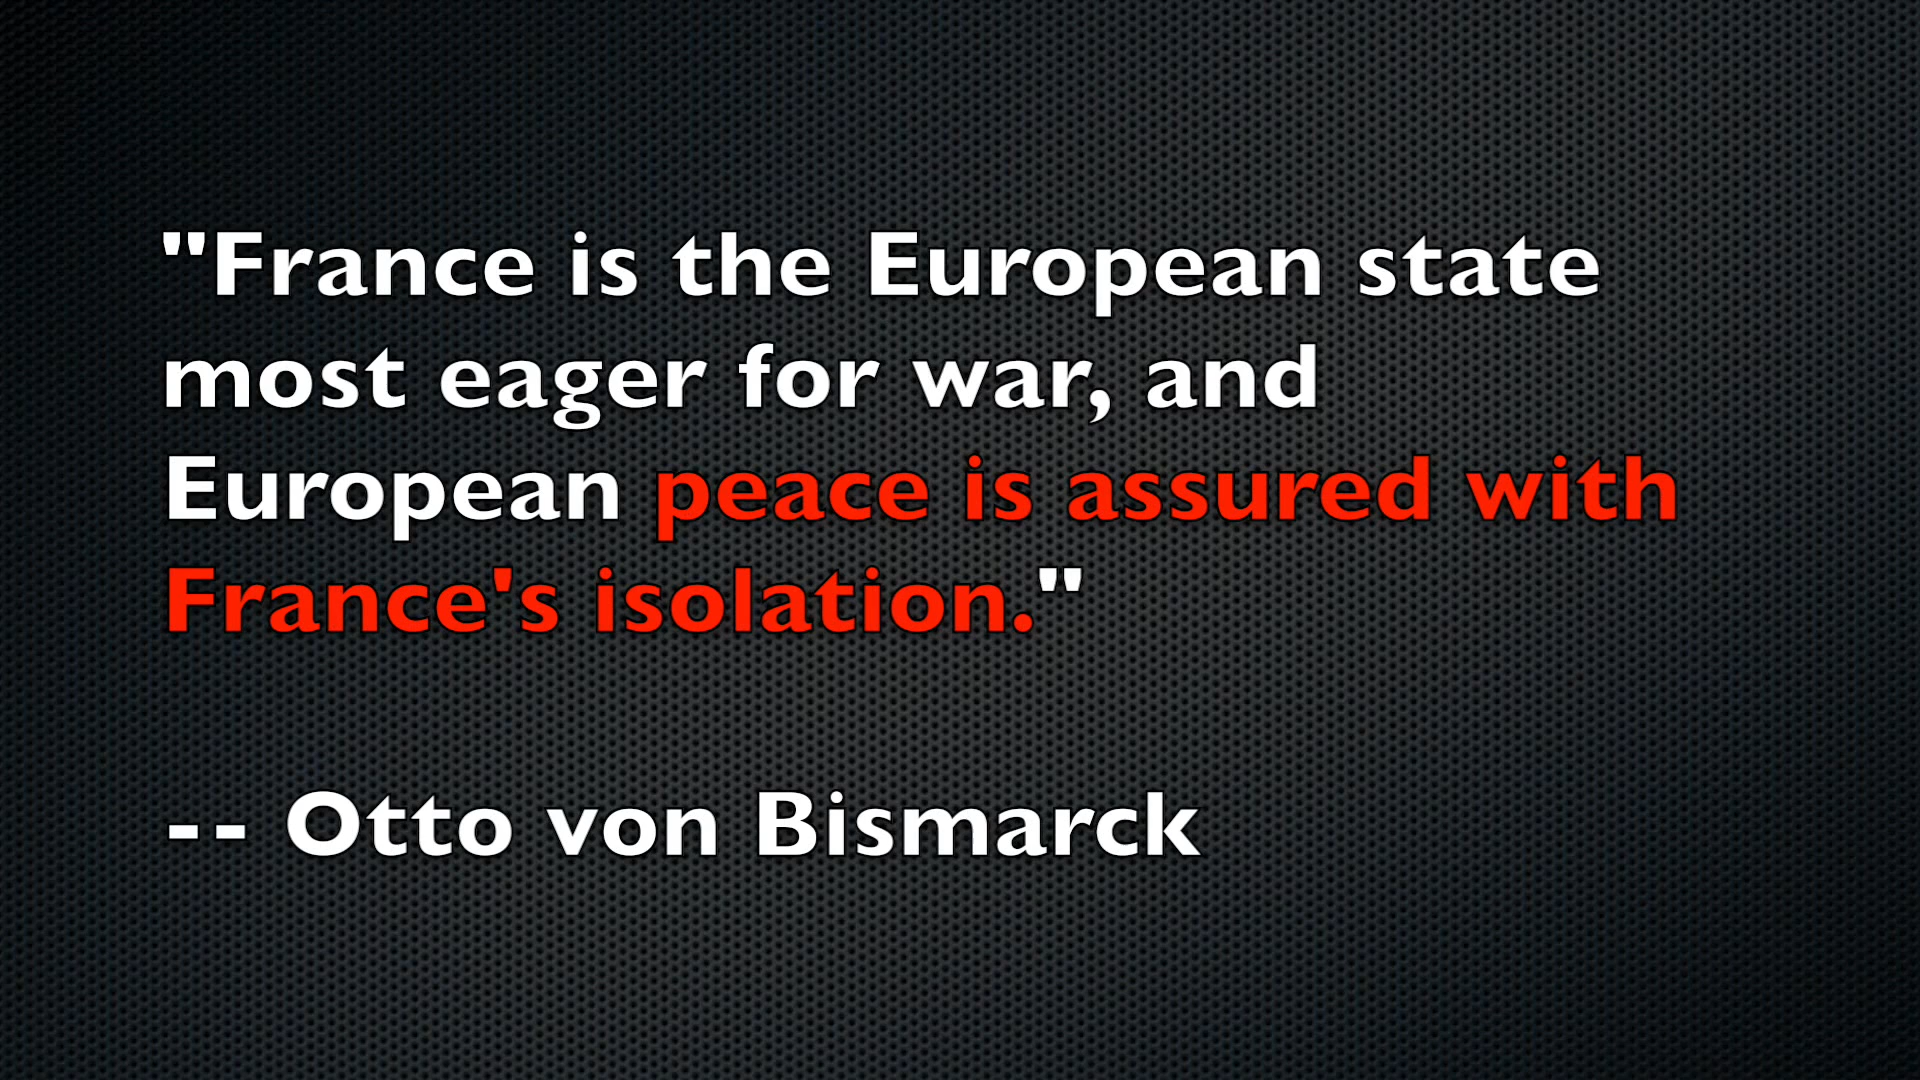 "France is the European state
most eager for war, and
European peace is assured with
France's isolation."
-- Otto von Bismarck